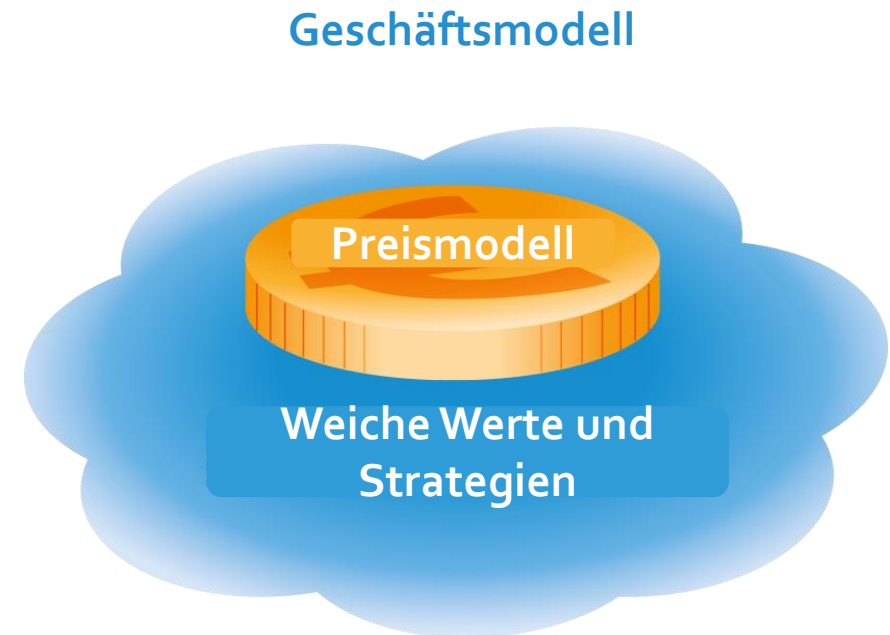 Geschäftsmodell
Preismodell
Weiche Werte und
Strategien